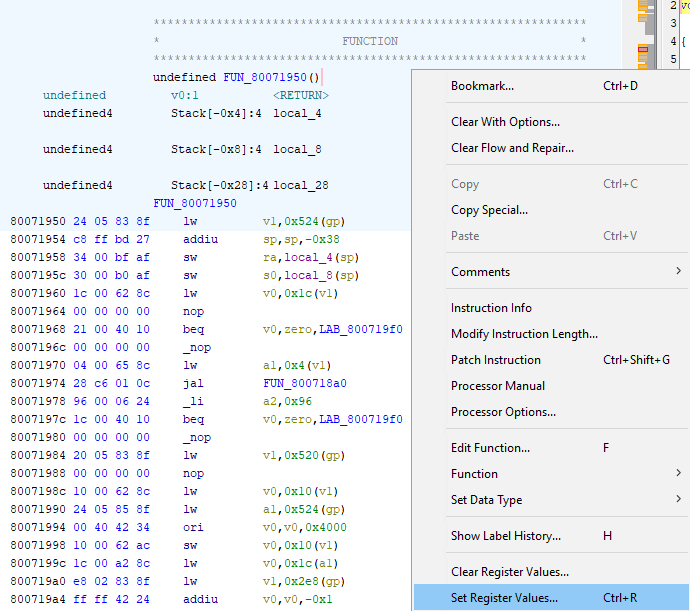 ************************************************************
* FUNCTION *
************************************************************
undefined FUN_80071950()
undefined v0:1 <RETURN>
undefined4 Stack[-0x4]:4 local_4
undefined4 Stack[-0x8]:4 local_8
undefined4 Stack[-0x28]:4 local_28
FUN_80071950
80071950 24 05 83 8f lw v1,0x524(gp)
80071954 c8 ff bd 27 addiu sp,sp,-0x38
80071958 34 00 bf af sw ra,local_4(sp)
8007195c 30 00 b0 af sw s0,local_8(sp)
80071960 1c 00 62 8c lw v0,0x1c(v1)
80071964 00 00 00 00 nop
80071968 21 00 40 10 beq v0,zero,LAB_800719f0
8007196c 00 00 00 00 _nop
80071970 04 00 65 8c lw a1,0x4(v1)
80071974 28 c6 01 0c jal FUN_800718a0
80071978 96 00 06 24 _li a2,0x96
8007197c 1c 00 40 10 beq v0,zero,LAB_800719f0
80071980 00 00 00 00 _nop
80071984 20 05 83 8f lw v1,0x520(gp)
80071988 00 00 00 00 nop
8007198c 10 00 62 8c lw v0,0x10(v1)
80071990 24 05 85 8f lw a1,0x524(gp)
80071994 00 40 42 34 ori v0,v0,0x4000
80071998 10 00 62 ac sw v0,0x10(v1)
8007199c 1c 00 a2 8c lw v0,0x1c(a1)
800719a0 e8 02 83 8f lw v1,0x2e8(gp)
800719a4 ff ff 42 24 addiu v0,v0,-0x1
Bookmark... Ctrl+D
Clear With Options...
Clear Flow and Repair...
Copy Ctrl+C
Copy Special...
Paste Ctrl+V
Comments
Instruction Info
Modify Instruction Length...
Patch Instruction Ctrl+Shift+G
Processor Manual
Processor Options...
Edit Function... F
Function
Set Data Type
Show Label History... H
Clear Register Values...
Set Register Values... Ctrl+R
2
3
4 {
5